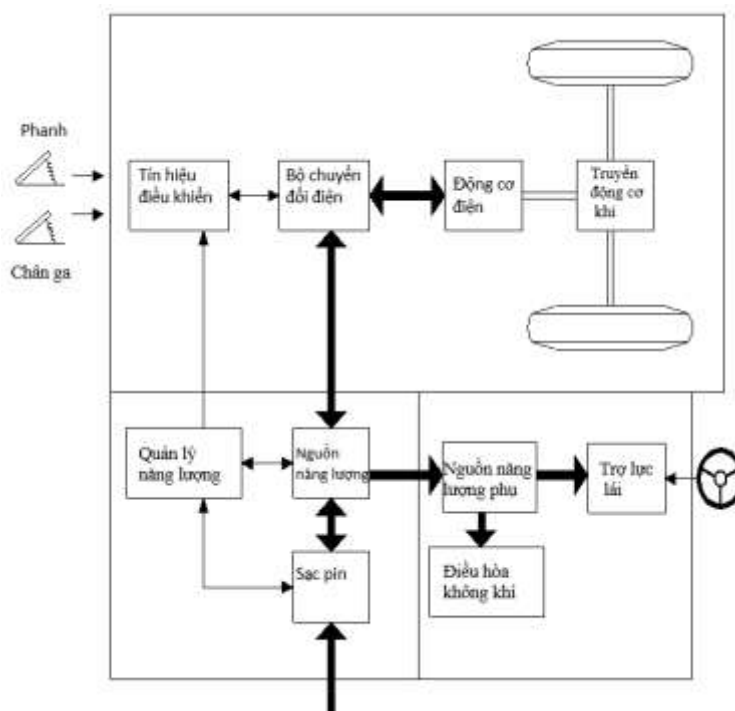 Phanh
Chân ga
Tín hiệu
điều khiển
Bộ chuyển
đổi điện
Động cơ
điện
Truyền
động cơ
khí
Quản lý
năng lượng
Nguồn
năng lượng
Nguồn năng
lượng phụ
Trợ lực
lái
Sạc pin
Điều hòa
không khí